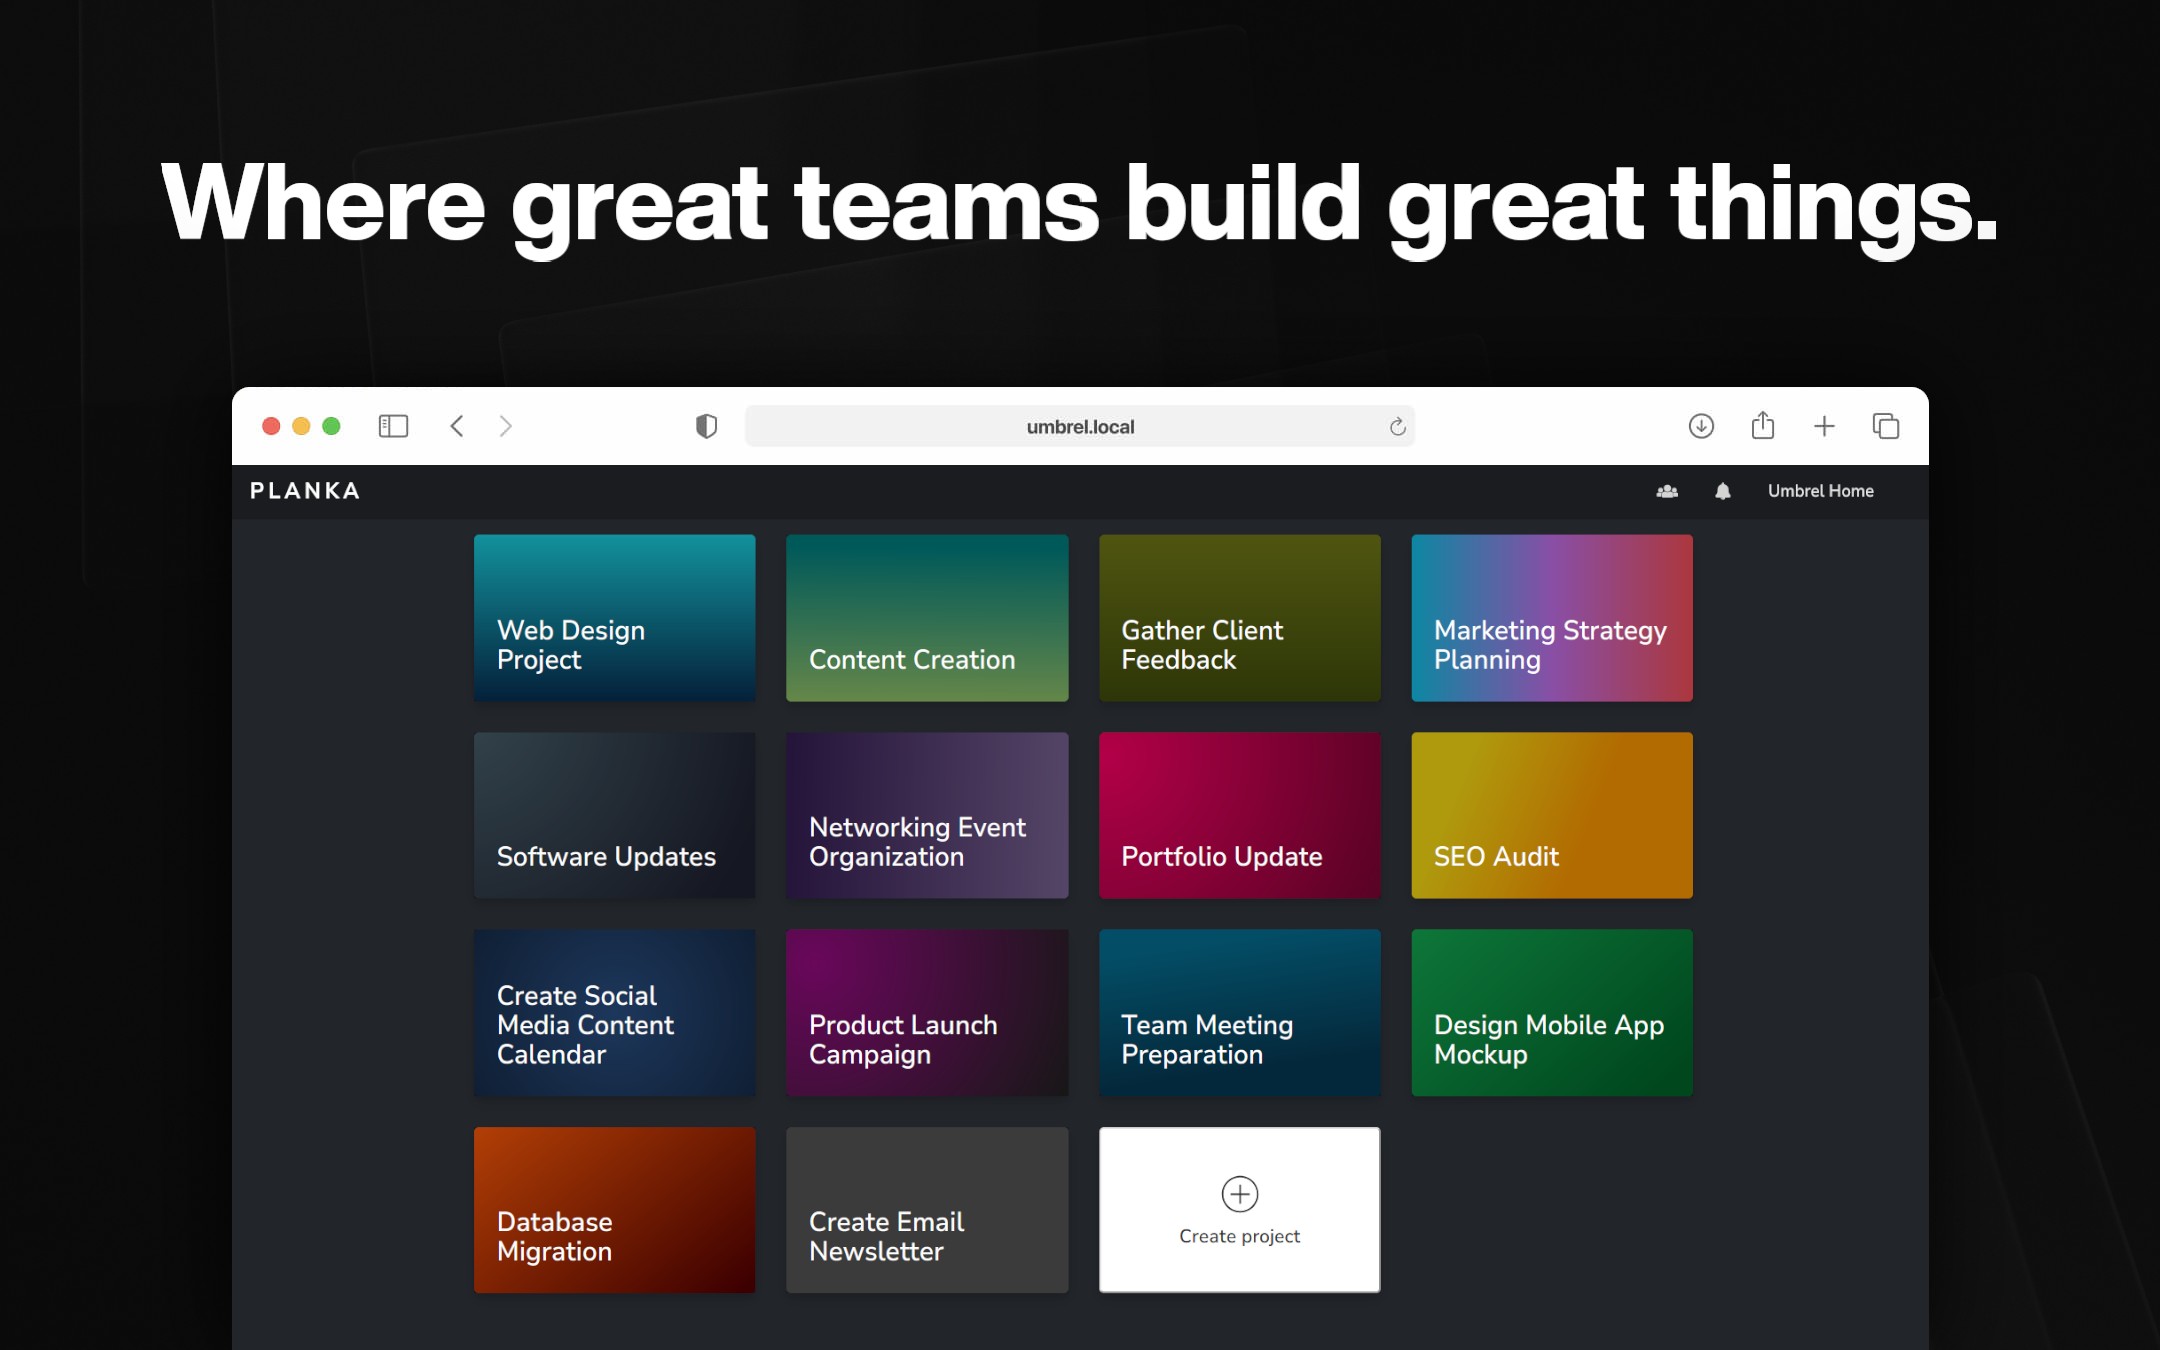 Where great teams build great things.
umbrel.local
PLANKA
Umbrel Home
Web Design
Project
Content Creation
Gather Client
Feedback
Marketing Strategy
Planning
Software Updates
Networking Event
Organization
Portfolio Update
SEO Audit
Create Social
Media Content
Calendar
Product Launch
Campaign
Team Meeting
Preparation
Design Mobile App
Mockup
Database
Migration
Create Email
Newsletter
Create project